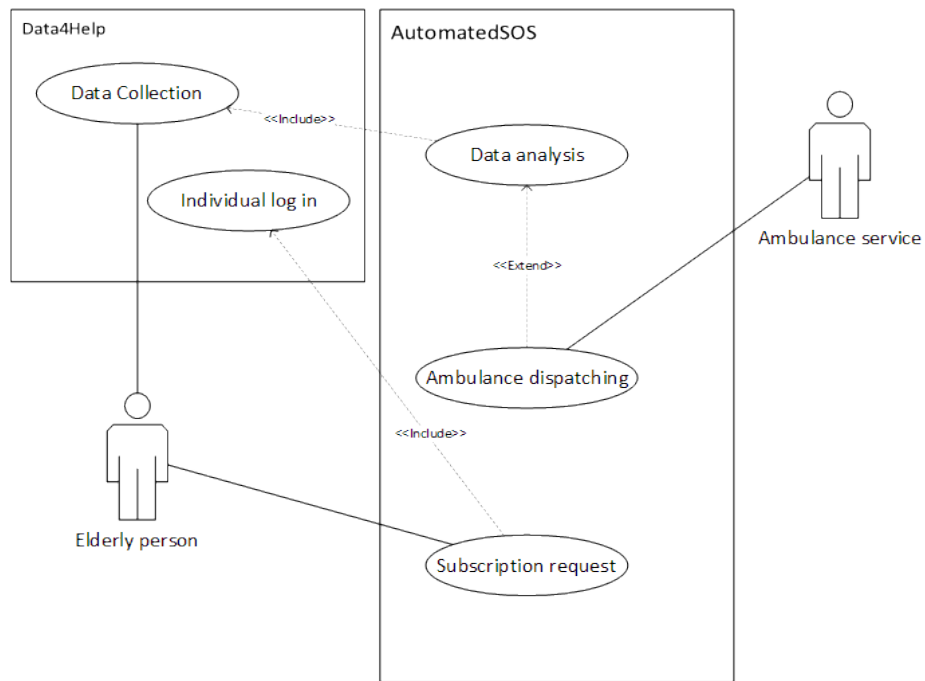 Data4Help
AutomatedSOS
Data Collection
<<Include>>
Data analysis
Individual log in
Ambulance service
<<Extend>>
Ambulance dispatching
<<Include>>
Elderly person
Subscription request